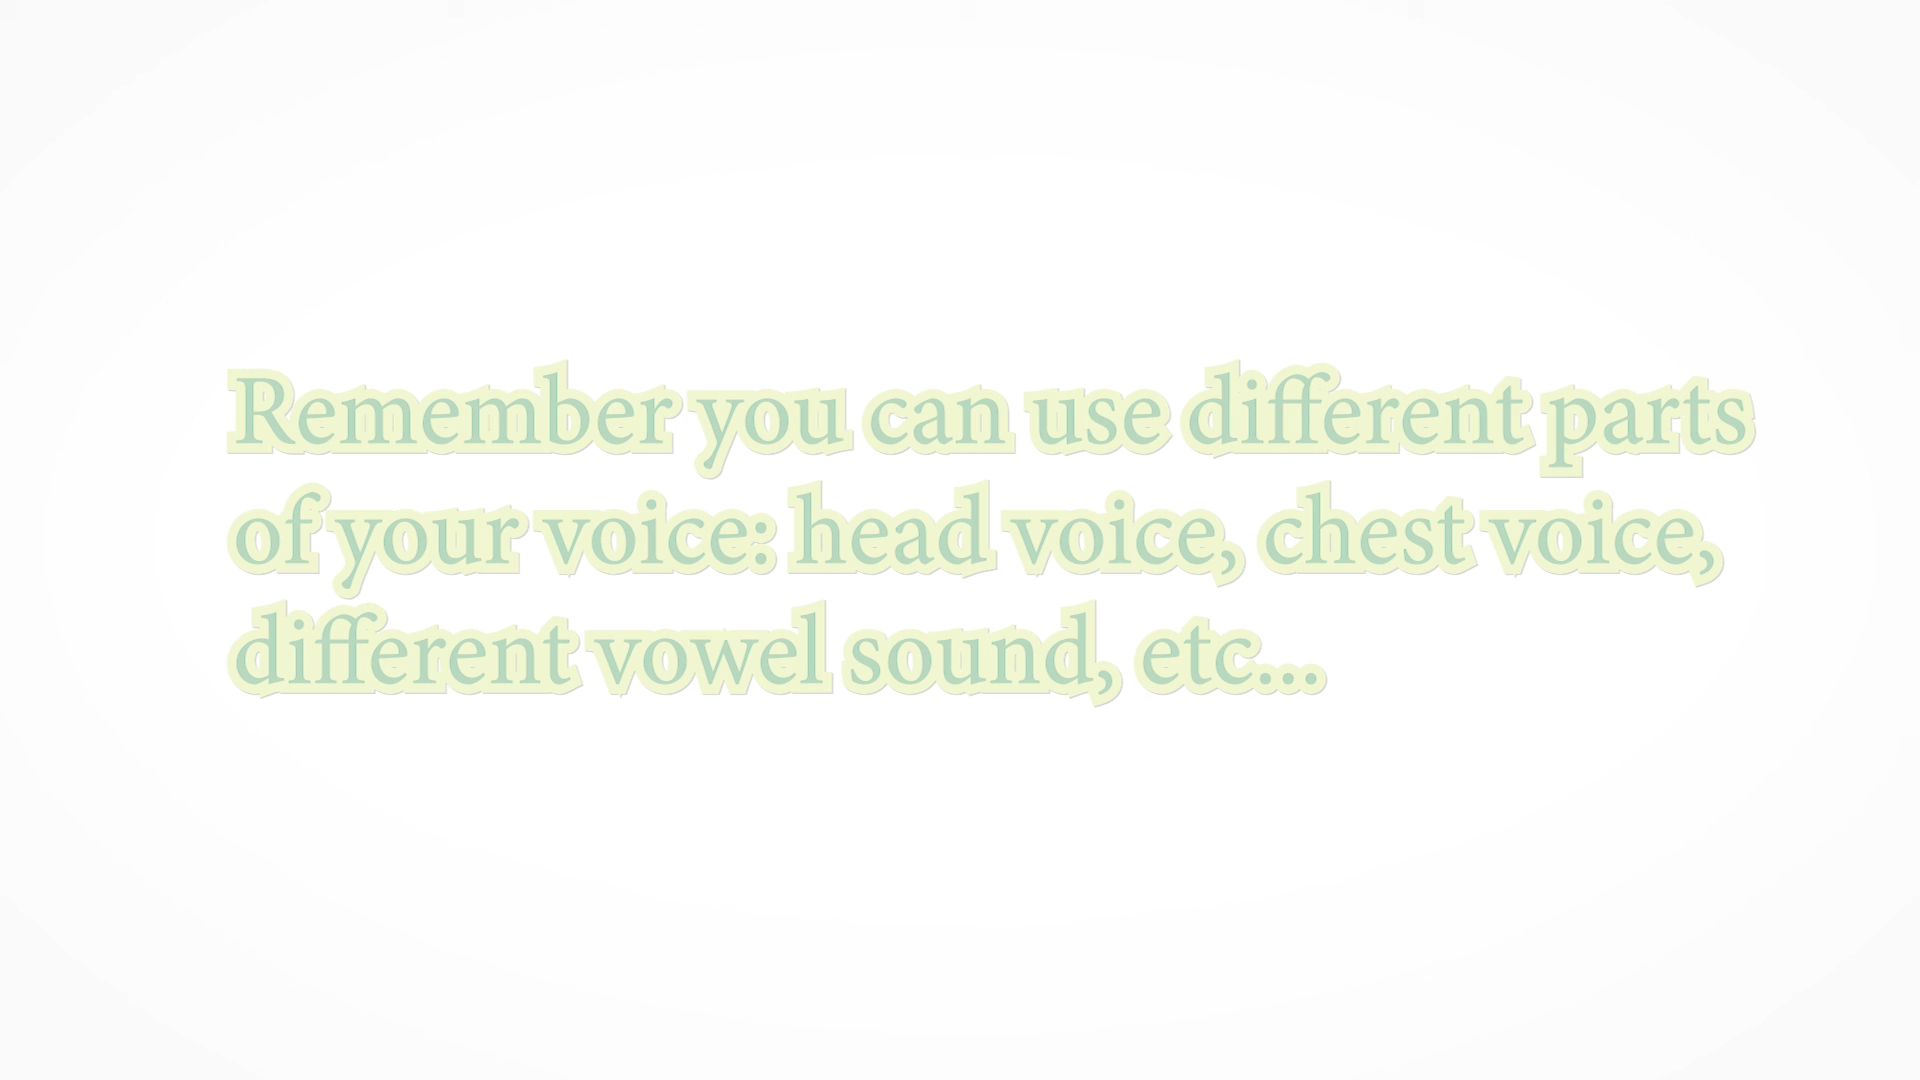 Remember you can use different parts
of your voice: head voice, chest voice,
different vowel sound, etc...